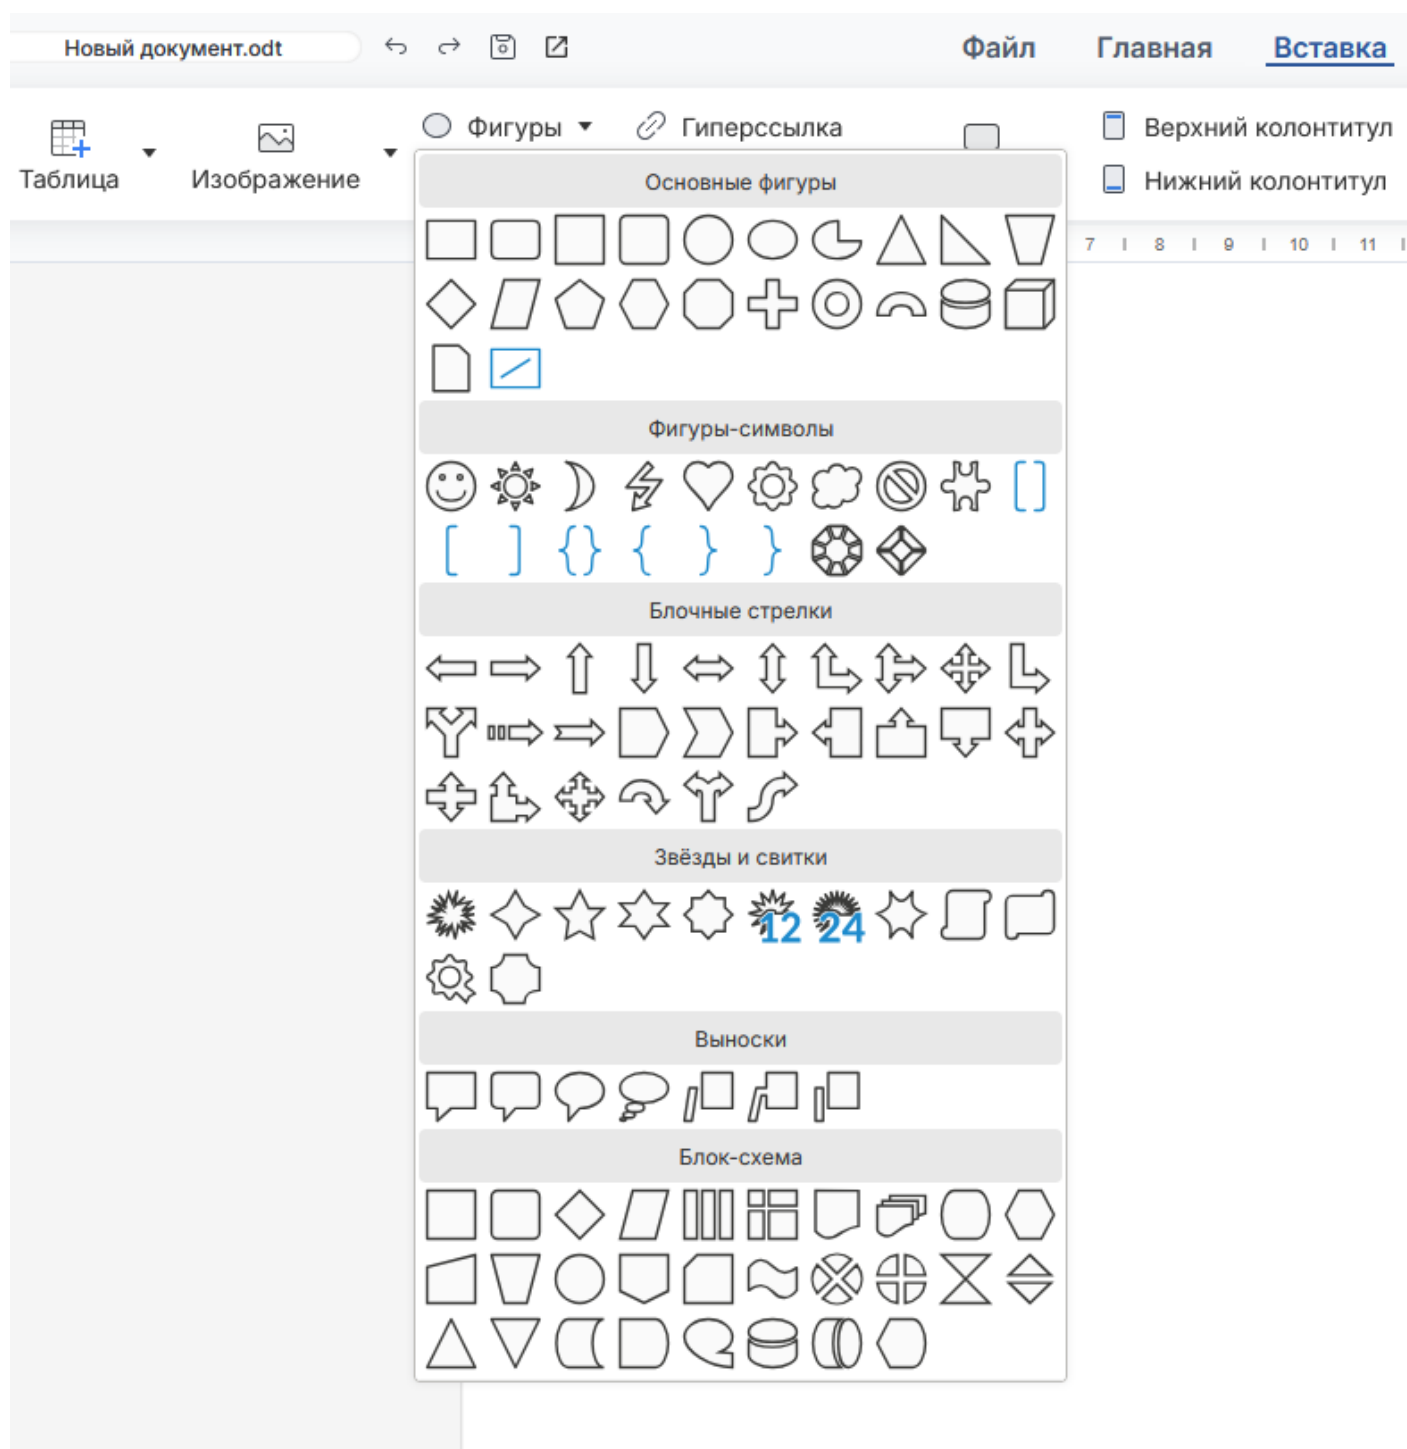 Новый документ.odt
Файл Главная Вставка
Таблица
Изображение
Фигуры
Гиперссылка
Верхний колонтитул
Нижний колонтитул
7 8 9 10 11
Основные фигуры
Фигуры-символы
Блочные стрелки
Звёзды и свитки
12 24
Выноски
Блок-схема